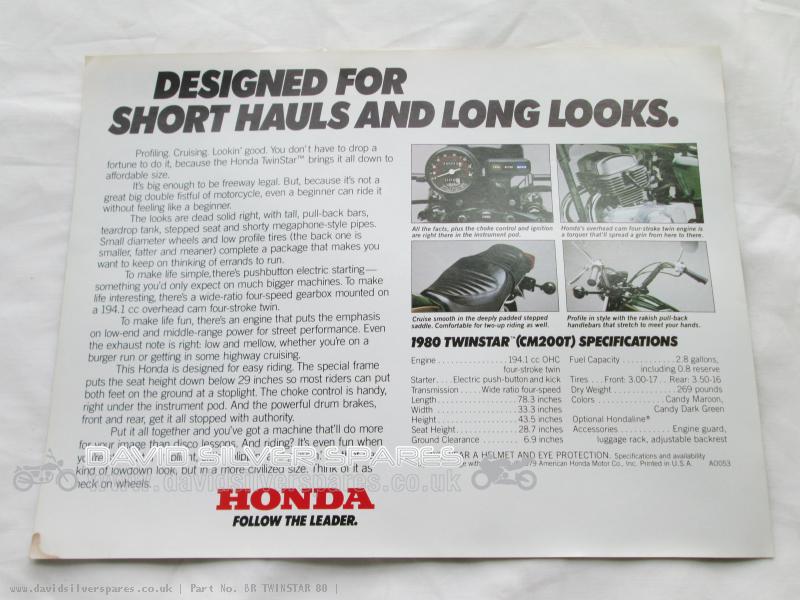 DESIGNED FOR
SHORT HAULS AND LONG LOOKS.
Profiling. Cruising. Lookin' good. You don't have to drop a
fortune to do it, because the Honda TwinStar™ brings it all down to
affordable size.
It's big enough to be freeway legal. But, because it's not a
great big double fistful of motorcycle, even a beginner can ride it
without feeling like a beginner.
The looks are dead solid right, with tall, pull-back bars,
teardrop tank, stepped seat and shorty megaphone-style pipes.
Small diameter wheels and low profile tires (the back one is
smaller, fatter and meaner) complete a package that makes you
want to keep on thinking of errands to run.
To make life simple, there's pushbutton electric starting—
something you'd only expect on much bigger machines. To make
life interesting, there's a wide-ratio four-speed gearbox mounted on
a 194.1 cc overhead cam four-stroke twin.
To make life fun, there's an engine that puts the emphasis
on low-end and middle-range power for street performance. Even
the exhaust note is right: low and mellow, whether you're on a
burger run or getting in some highway cruising.
This Honda is designed for easy riding. The special frame
puts the seat height down below 29 inches so most riders can put
both feet on the ground at a stoplight. The choke control is handy,
right under the instrument pod. And the powerful drum brakes,
front and rear, get it all stopped with authority.
Put it all together and you've got a machine that'll do more
for your image than disco lessons. And riding? It's even fun when
kind of lowdown look, but in a more civilized size. Think of it as
neck on wheels.
HONDA
FOLLOW THE LEADER.
All the facts, plus the choke control and ignition
are right there in the instrument pod.
Honda's overhead cam four-stroke twin engine is
a torquer that'll spread a grin from here to there.
Cruise smooth in the deeply padded stepped
saddle. Comfortable for two-up riding as well.
Profile in style with the rakish pull-back
handlebars that stretch to meet your hands.
1980 TWINSTAR™ (CM200T) SPECIFICATIONS
Engine 194.1 cc OHC
four-stroke twin
Starter Electric push-button and kick
Transmission Wide ratio four-speed
Length 78.3 inches
Width 33.3 inches
Height 43.5 inches
Seat Height 28.7 inches
Ground Clearance 6.9 inches
Fuel Capacity 2.8 gallons,
including 0.8 reserve
Tires Front: 3.00-17 Rear: 3.50-16
Dry Weight 269 pounds
Colors Candy Maroon,
Candy Dark Green
Optional Hondaline®
Accessories Engine guard,
luggage rack, adjustable backrest
A HELMET AND EYE PROTECTION. Specifications and availability
American Honda Motor Co., Inc. Printed in U.S.A. A0053
DAVID SILVER SPARES
www.davidsilverspares.co.uk
www.davidsilverspares.co.uk | Part No. BR TWINSTAR 80 |